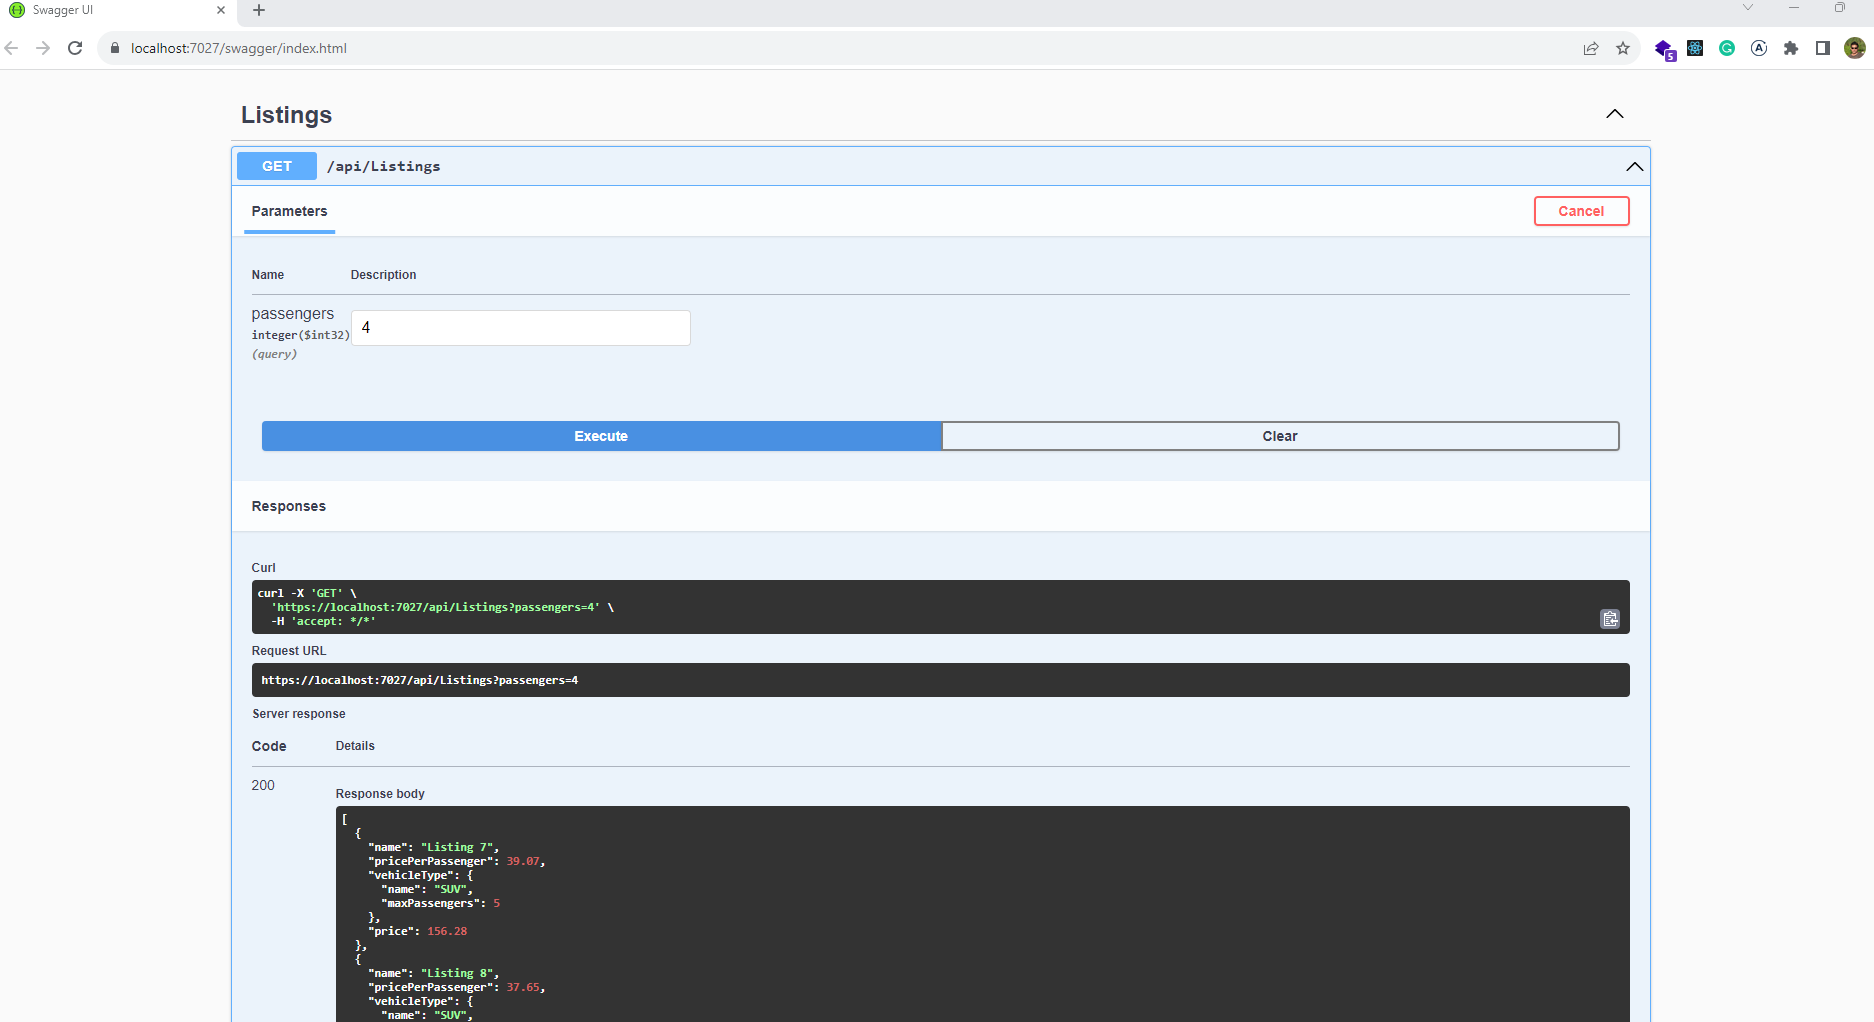 Swagger UI
localhost:7027/swagger/index.html
5
Listings
GET /api/Listings
Parameters
Cancel
Name Description
passengers
integer($int32)
(query)
4
Execute Clear
Responses
Curl
curl -X 'GET' \
'https://localhost:7027/api/Listings?passengers=4' \
-H 'accept: */*'
Request URL
https://localhost:7027/api/Listings?passengers=4
Server response
Code Details
200
Response body
[
{
"name": "Listing 7",
"pricePerPassenger": 39.07,
"vehicleType": {
"name": "SUV",
"maxPassengers": 5
},
"price": 156.28
},
{
"name": "Listing 8",
"pricePerPassenger": 37.65,
"vehicleType": {
"name": "SUV",